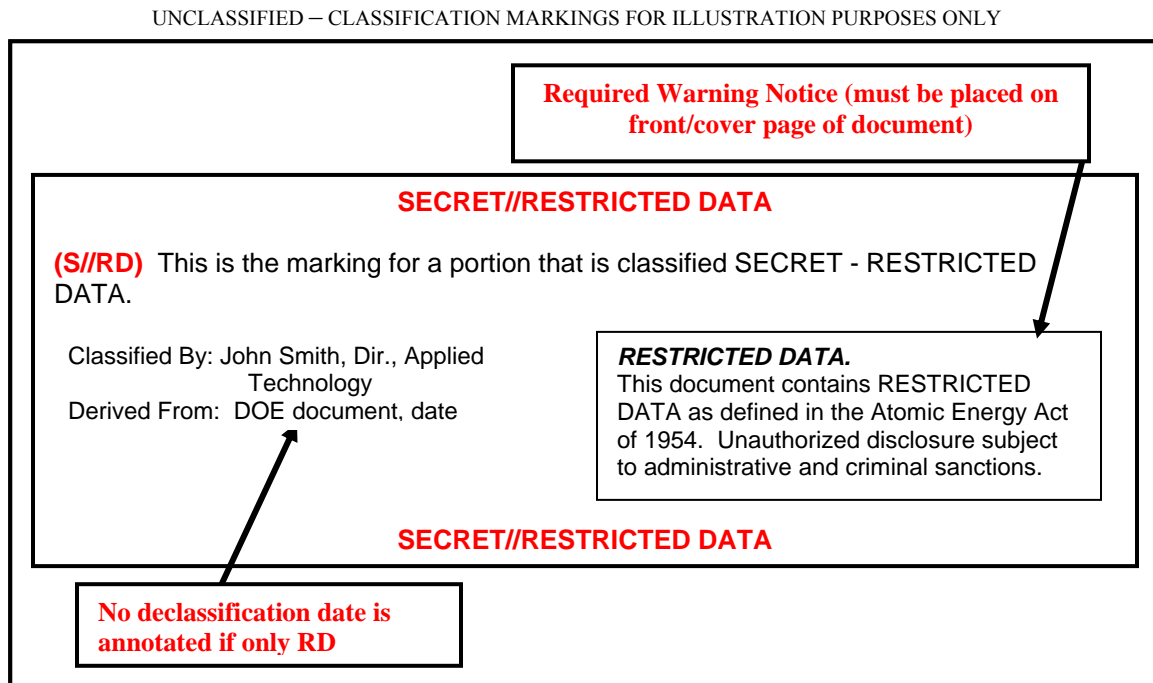 UNCLASSIFIED – CLASSIFICATION MARKINGS FOR ILLUSTRATION PURPOSES ONLY
Required Warning Notice (must be placed on
front/cover page of document)
SECRET//RESTRICTED DATA
(S//RD) This is the marking for a portion that is classified SECRET - RESTRICTED
DATA.
Classified By: John Smith, Dir., Applied
Technology
Derived From: DOE document, date
RESTRICTED DATA.
This document contains RESTRICTED
DATA as defined in the Atomic Energy Act
of 1954. Unauthorized disclosure subject
to administrative and criminal sanctions.
SECRET//RESTRICTED DATA
No declassification date is
annotated if only RD